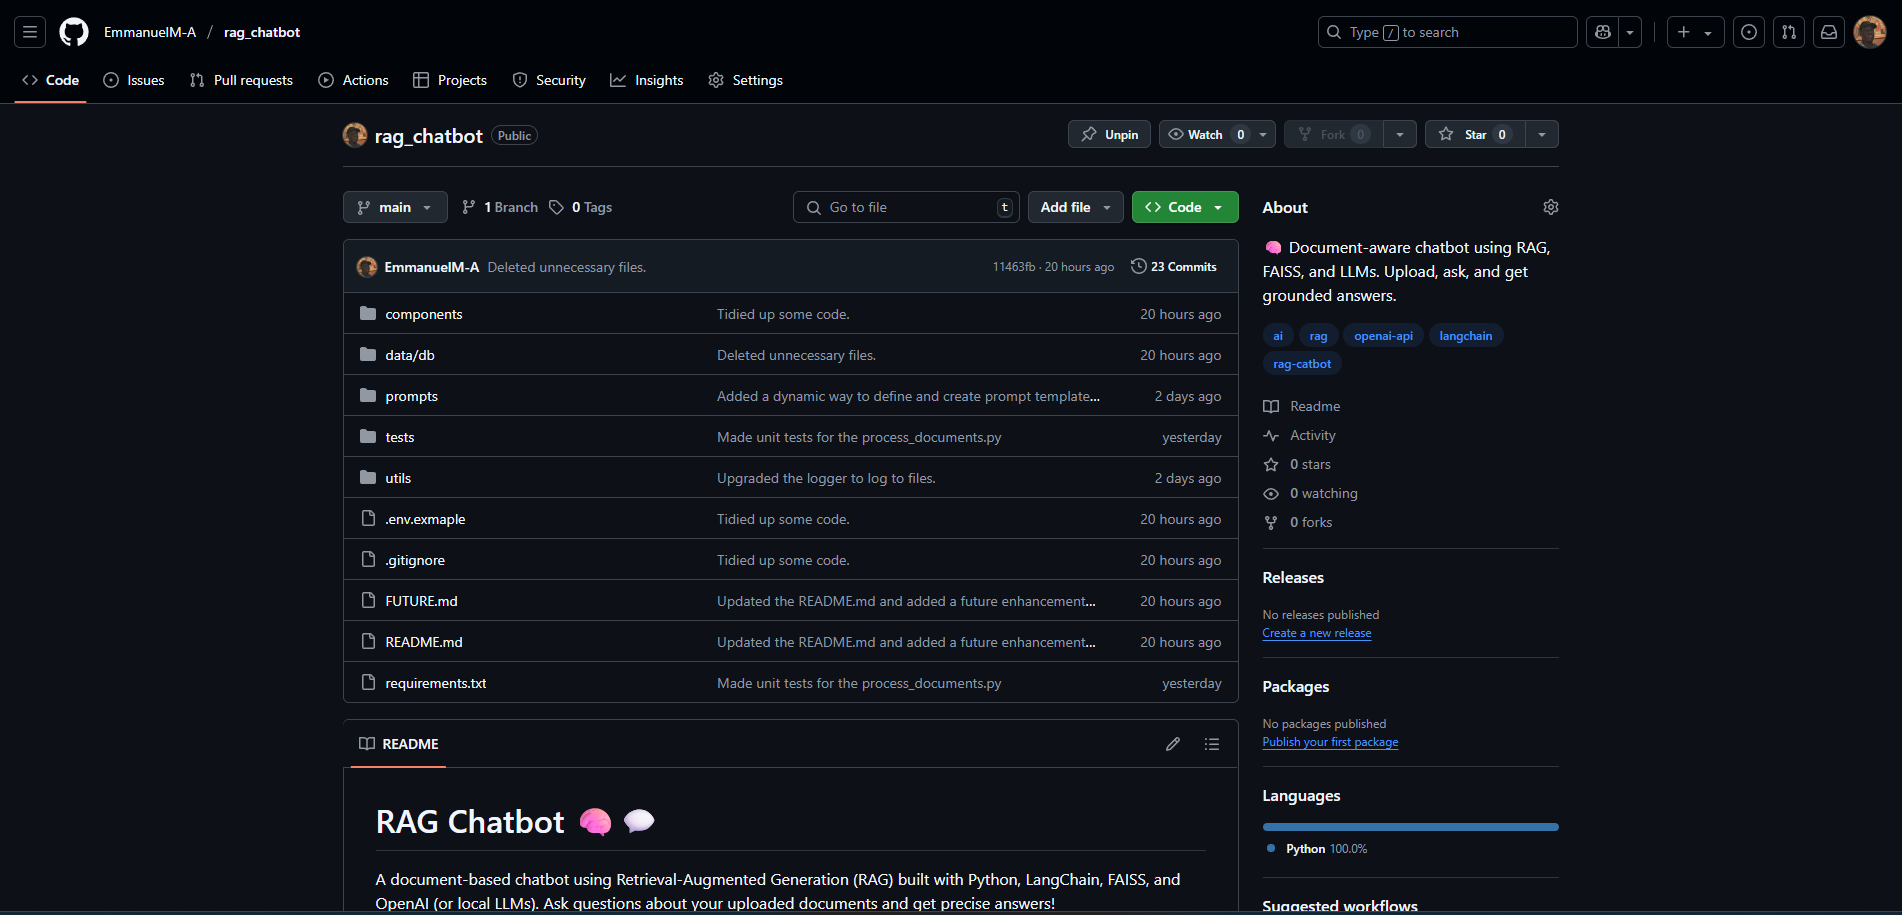 EmmanuelM-A / rag_chatbot
Type / to search
Code Issues Pull requests Actions Projects Security Insights Settings
rag_chatbot Public
Unpin Watch 0 Fork 0 Star 0
main 1 Branch 0 Tags Go to file t Add file Code
EmmanuelM-A Deleted unnecessary files. 11463fb · 20 hours ago 23 Commits
components Tidied up some code. 20 hours ago
data/db Deleted unnecessary files. 20 hours ago
prompts Added a dynamic way to define and create prompt template... 2 days ago
tests Made unit tests for the process_documents.py yesterday
utils Upgraded the logger to log to files. 2 days ago
.env.exmaple Tidied up some code. 20 hours ago
.gitignore Tidied up some code. 20 hours ago
FUTURE.md Updated the README.md and added a future enhancement... 20 hours ago
README.md Updated the README.md and added a future enhancement... 20 hours ago
requirements.txt Made unit tests for the process_documents.py yesterday
README
RAG Chatbot 🧠 💬
A document-based chatbot using Retrieval-Augmented Generation (RAG) built with Python, LangChain, FAISS, and
OpenAI (or local LLMs). Ask questions about your uploaded documents and get precise answers!
About
🧠 Document-aware chatbot using RAG,
FAISS, and LLMs. Upload, ask, and get
grounded answers.
ai rag openai-api langchain
rag-catbot
Readme
Activity
0 stars
0 watching
0 forks
Releases
No releases published
Create a new release
Packages
No packages published
Publish your first package
Languages
Python 100.0%
Suggested workflows